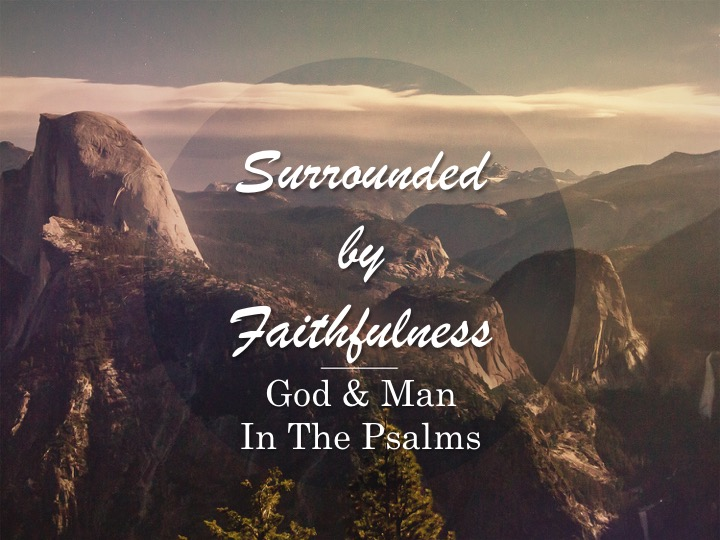 Surrounded
by
Faithfulness
God & Man
In The Psalms